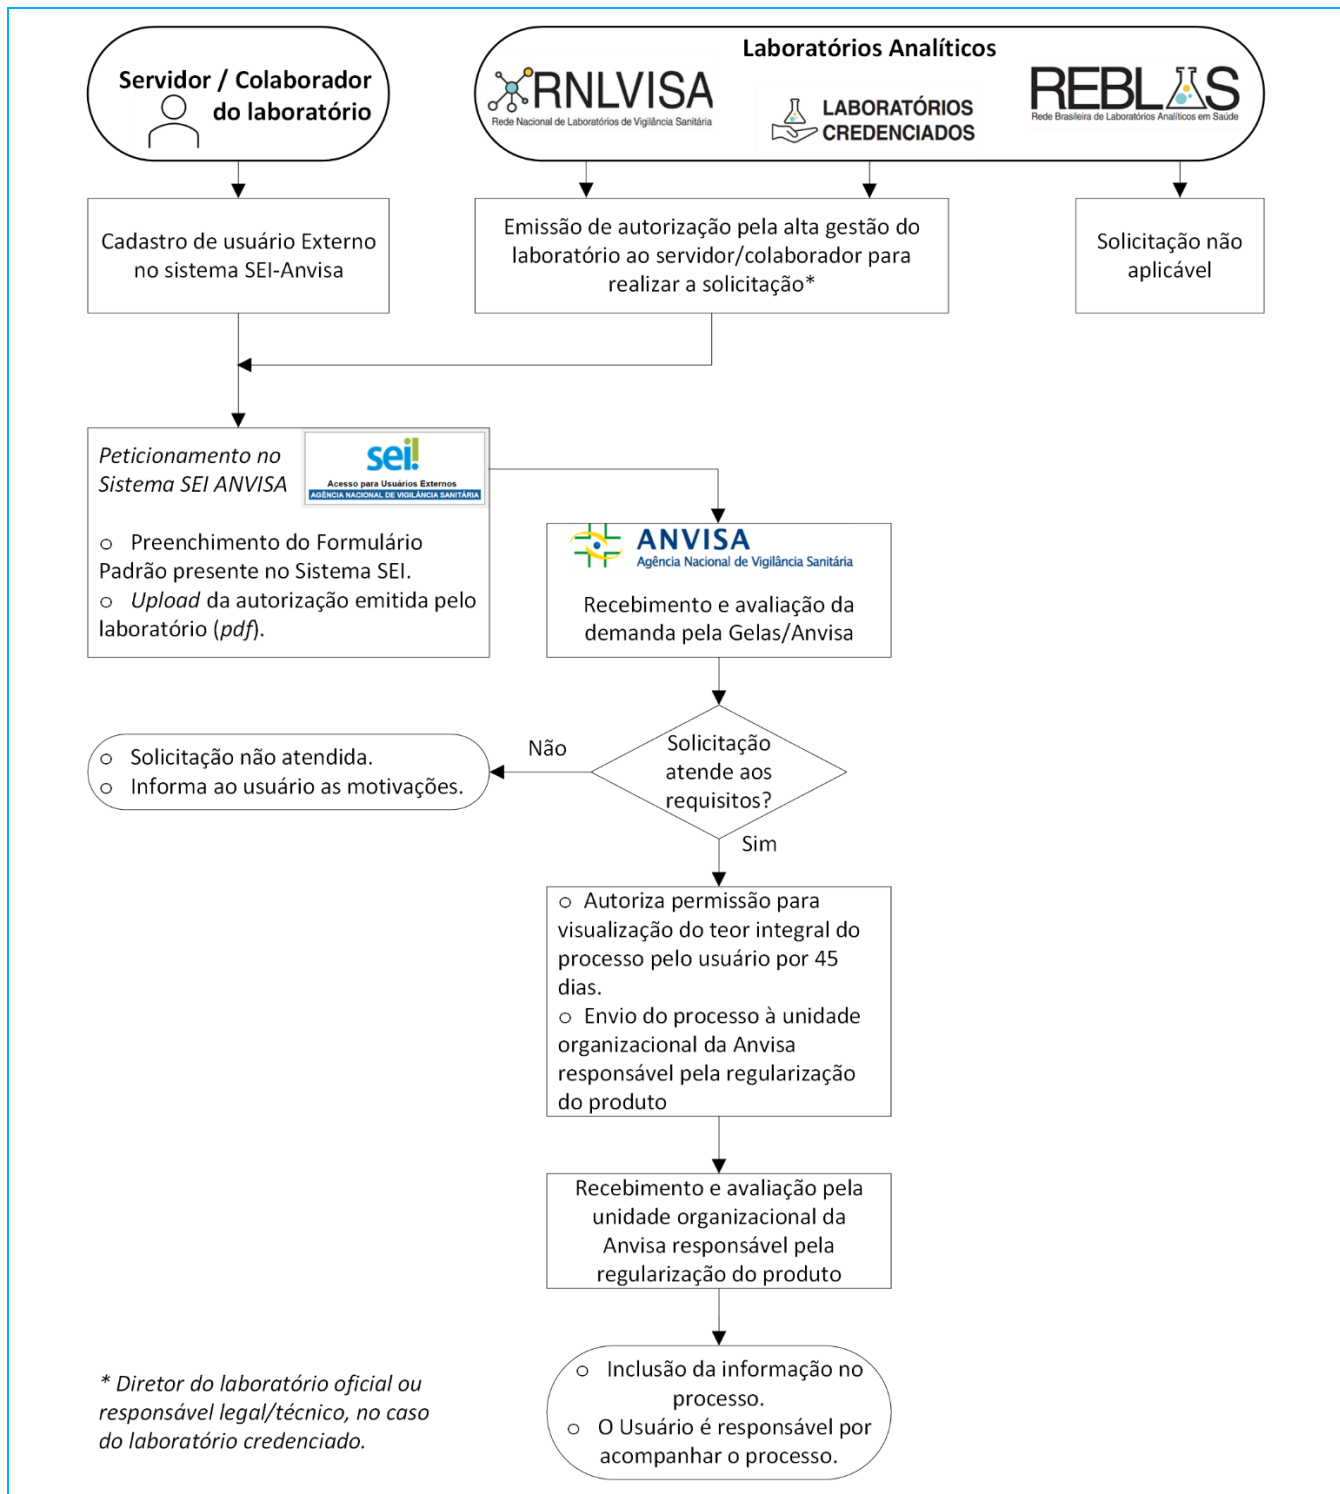 Servidor / Colaborador
do laboratório
Laboratórios Analíticos
RNLVISA
Rede Nacional de Laboratórios de Vigilância Sanitária
LABORATÓRIOS
CREDENCIADOS
REBLAS
Rede Brasileira de Laboratórios Analíticos em Saúde
Cadastro de usuário Externo
no sistema SEI-Anvisa
Emissão de autorização pela alta gestão do
laboratório ao servidor/colaborador para
realizar a solicitação*
Solicitação não
aplicável
Peticionamento no
Sistema SEI ANVISA
sei!
Acesso para Usuários Externos
AGÊNCIA NACIONAL DE VIGILÂNCIA SANITÁRIA
o Preenchimento do Formulário
Padrão presente no Sistema SEI.
o Upload da autorização emitida pelo
laboratório (pdf).
ANVISA
Agência Nacional de Vigilância Sanitária
Recebimento e avaliação da
demanda pela Gelas/Anvisa
Solicitação
atende aos
requisitos?
Não
o Solicitação não atendida.
o Informa ao usuário as motivações.
Sim
o Autoriza permissão para
visualização do teor integral do
processo pelo usuário por 45
dias.
o Envio do processo à unidade
organizacional da Anvisa
responsável pela regularização
do produto
Recebimento e avaliação pela
unidade organizacional da
Anvisa responsável pela
regularização do produto
o Inclusão da informação no
processo.
o O Usuário é responsável por
acompanhar o processo.
* Diretor do laboratório oficial ou
responsável legal/técnico, no caso
do laboratório credenciado.